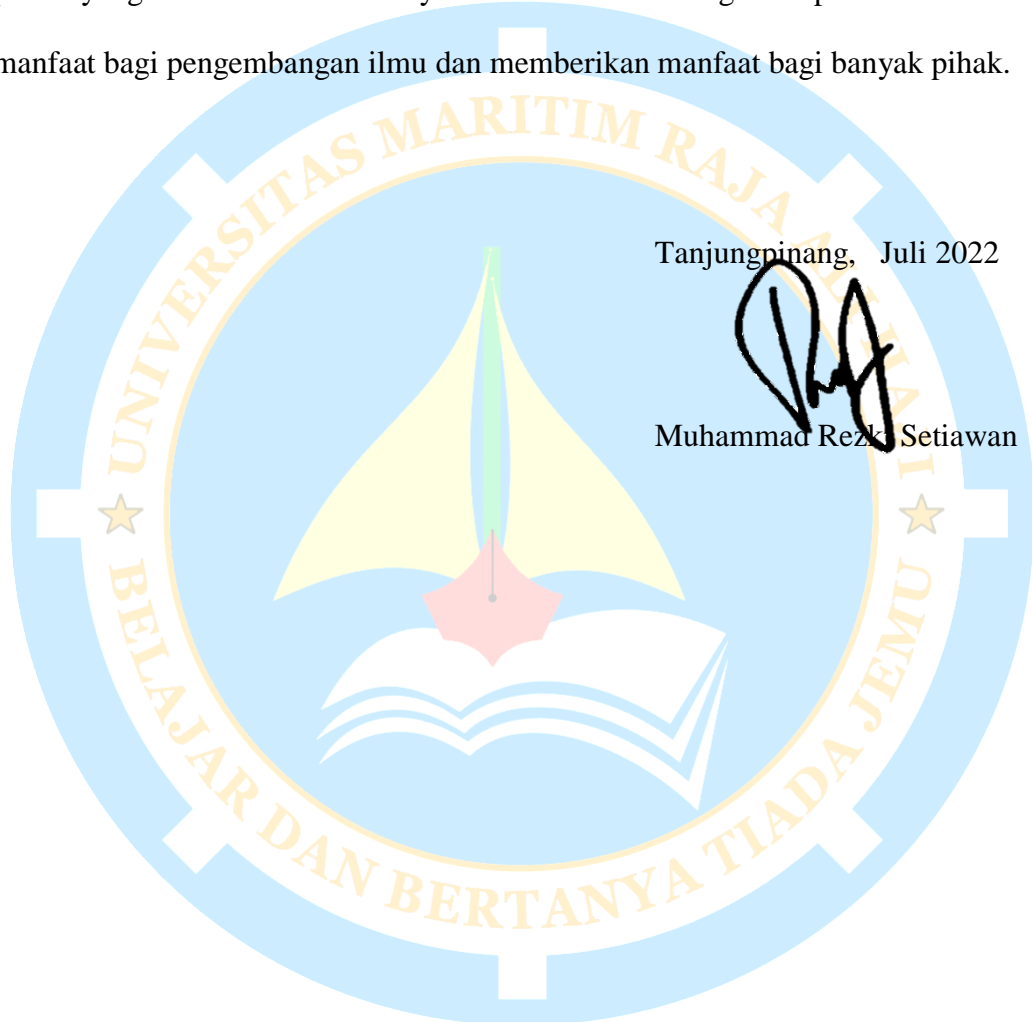 manfaat bagi pengembangan ilmu dan memberikan manfaat bagi banyak pihak.
UNIVERSITAS MARITIM RAJA ALI HAJI
Tanjungpinang, Juli 2022
Muhammad Rezki Setiawan
BELAJAR DAN BERTANYA TIADA JEMU